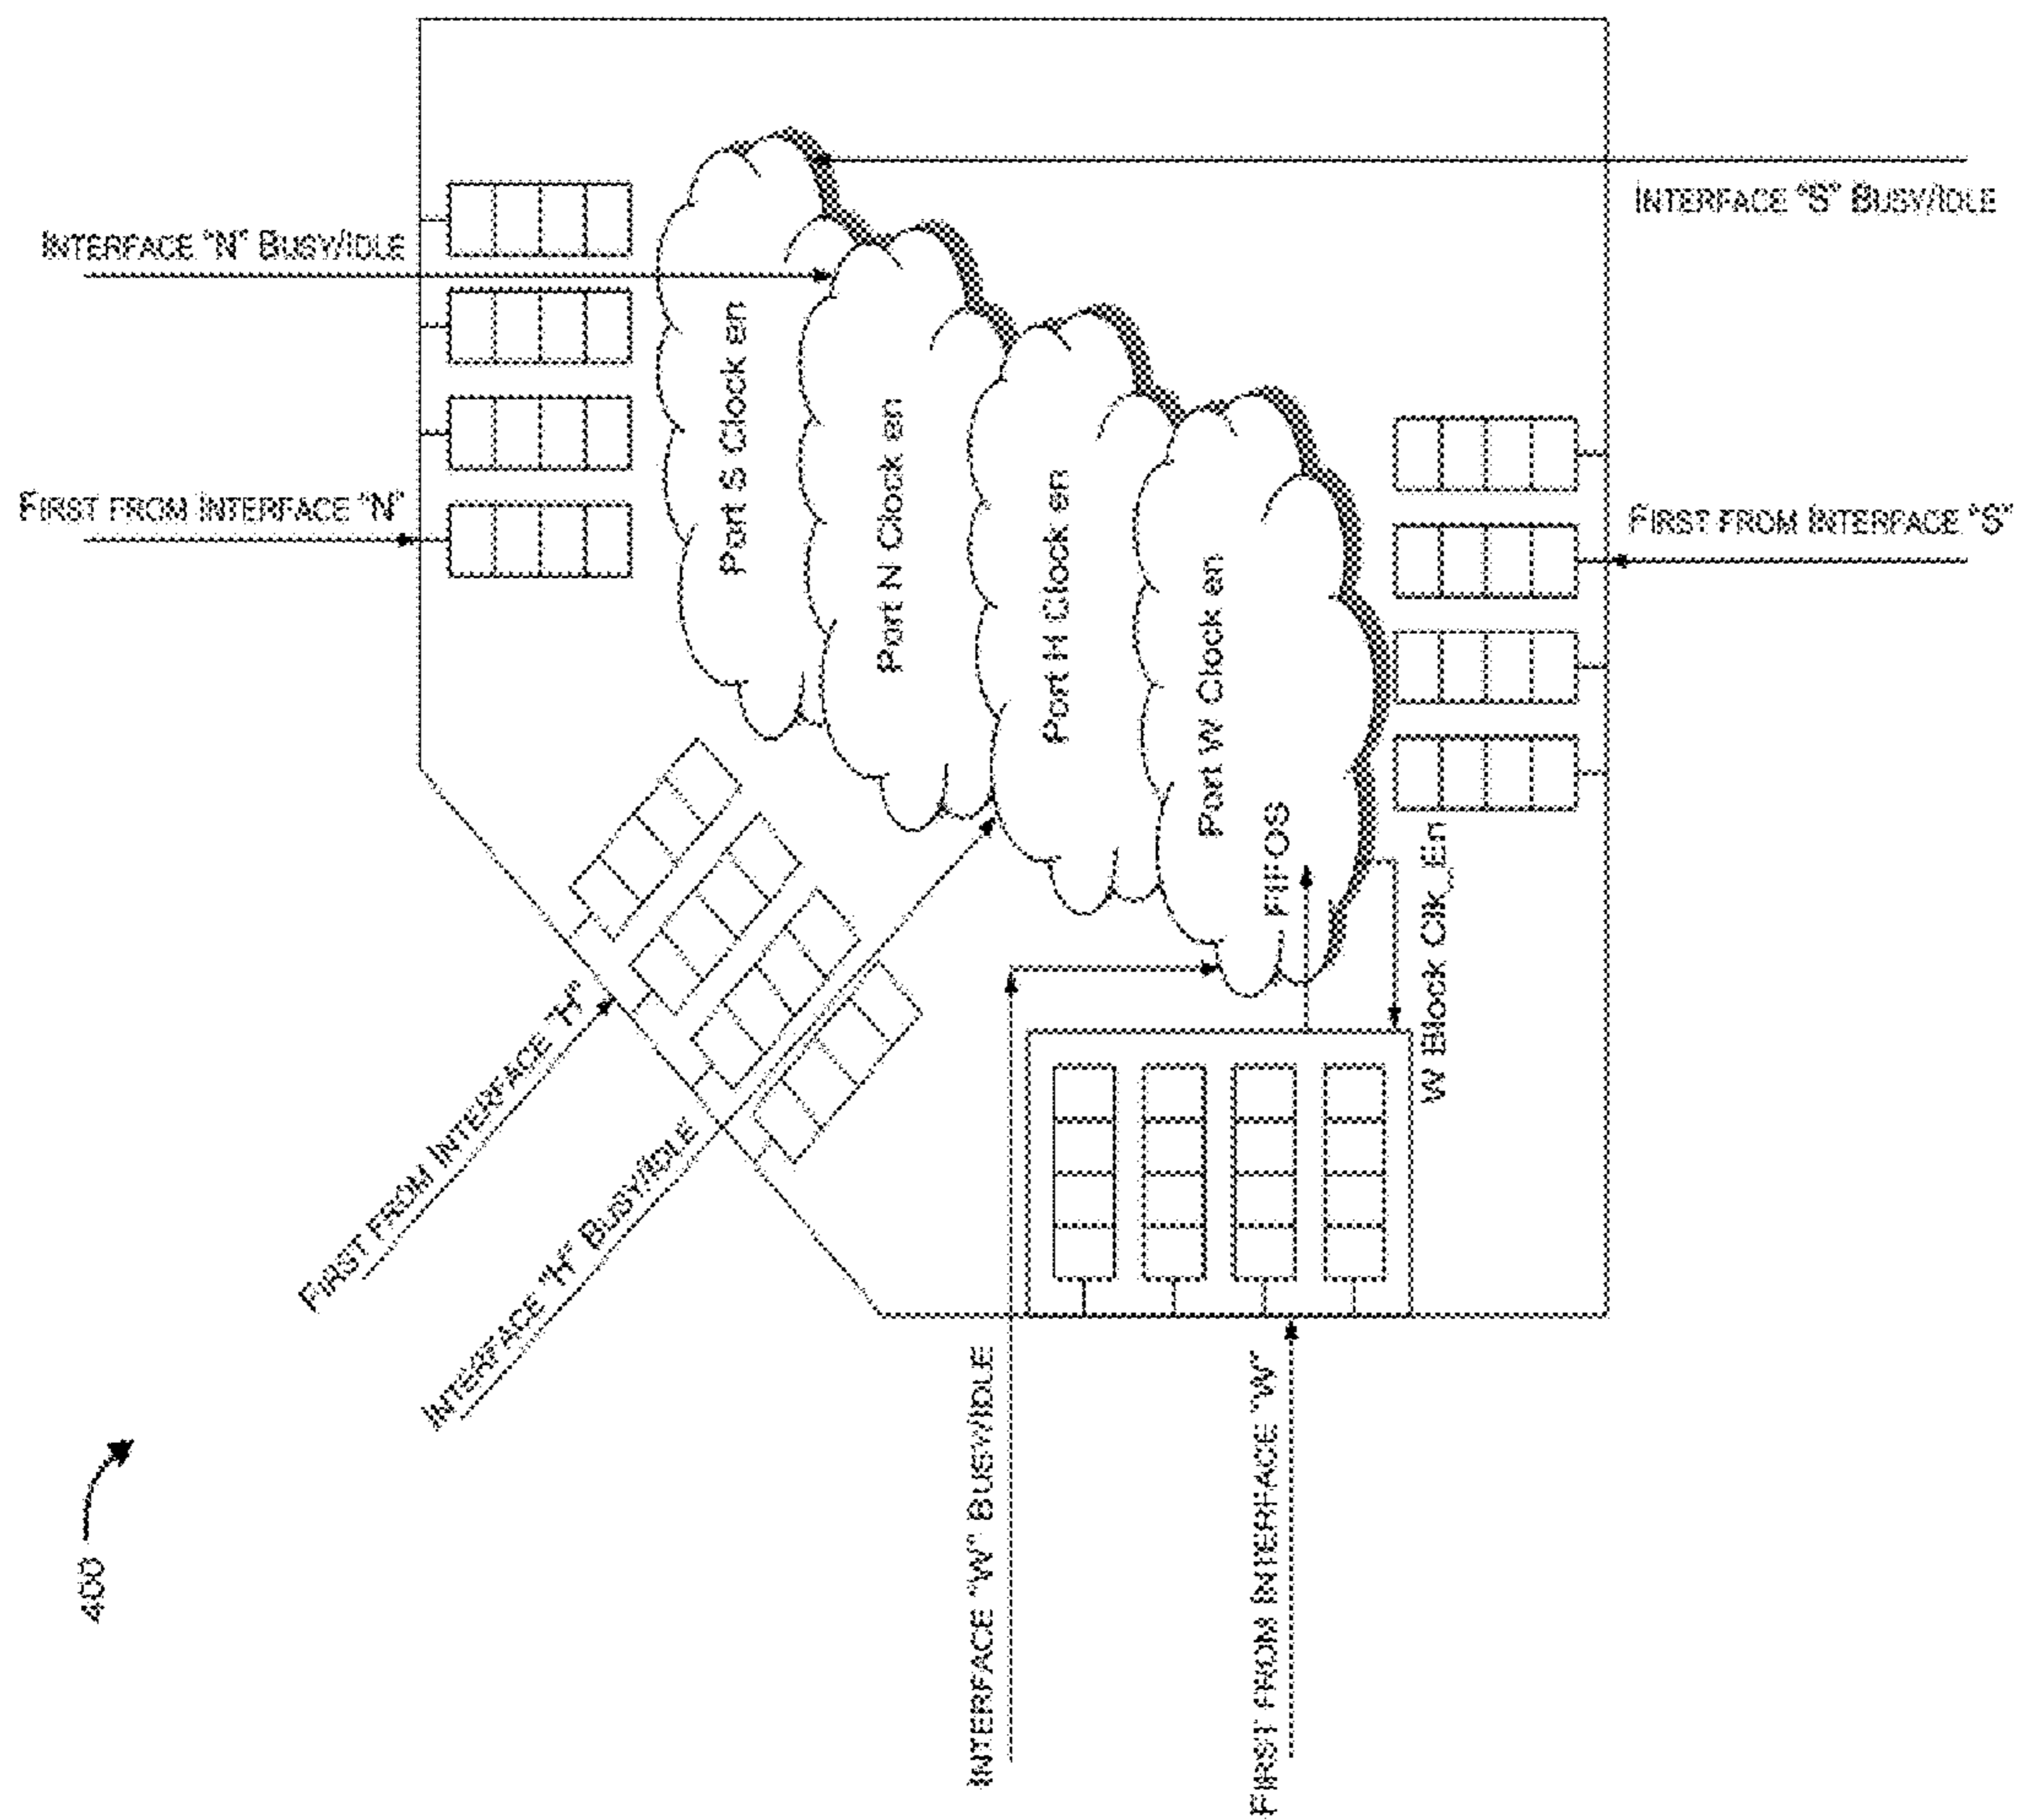 INTERFACE "S" BUSY/IDLE
INTERFACE "N" BUSY/IDLE
FIRST FROM INTERFACE "N"
FIRST FROM INTERFACE "S"
Port S Clock en
Port N Clock en
Port H Clock en
Port W Clock en
FIFOS
W Block Clk_En
FIRST FROM INTERFACE "H"
INTERFACE "H" BUSY/IDLE
INTERFACE "W" BUSY/IDLE
FIRST FROM INTERFACE "W"
400